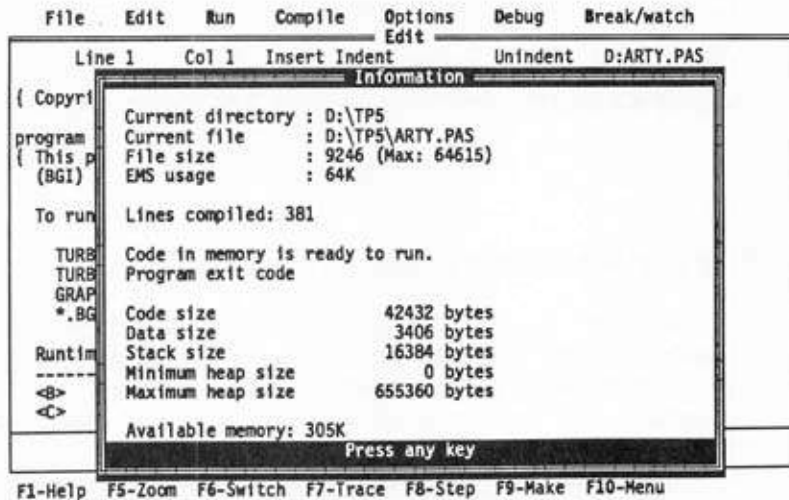 File Edit Run Compile Options Debug Break/watch
Edit
Line 1 Col 1 Insert Indent Unindent D:ARTY.PAS
Information
{ Copyri
Current directory : D:\TP5
program Current file : D:\TP5\ARTY.PAS
{ This p File size : 9246 (Max: 64615)
(BGI) EMS usage : 64K
To run Lines compiled: 381
TURB Code in memory is ready to run.
TURB Program exit code
GRAP
*.BG Code size 42432 bytes
Data size 3406 bytes
Runtim Stack size 16384 bytes
------ Minimum heap size 0 bytes
<B> Maximum heap size 655360 bytes
<C>
Available memory: 305K
Press any key
F1-Help F5-Zoom F6-Switch F7-Trace F8-Step F9-Make F10-Menu